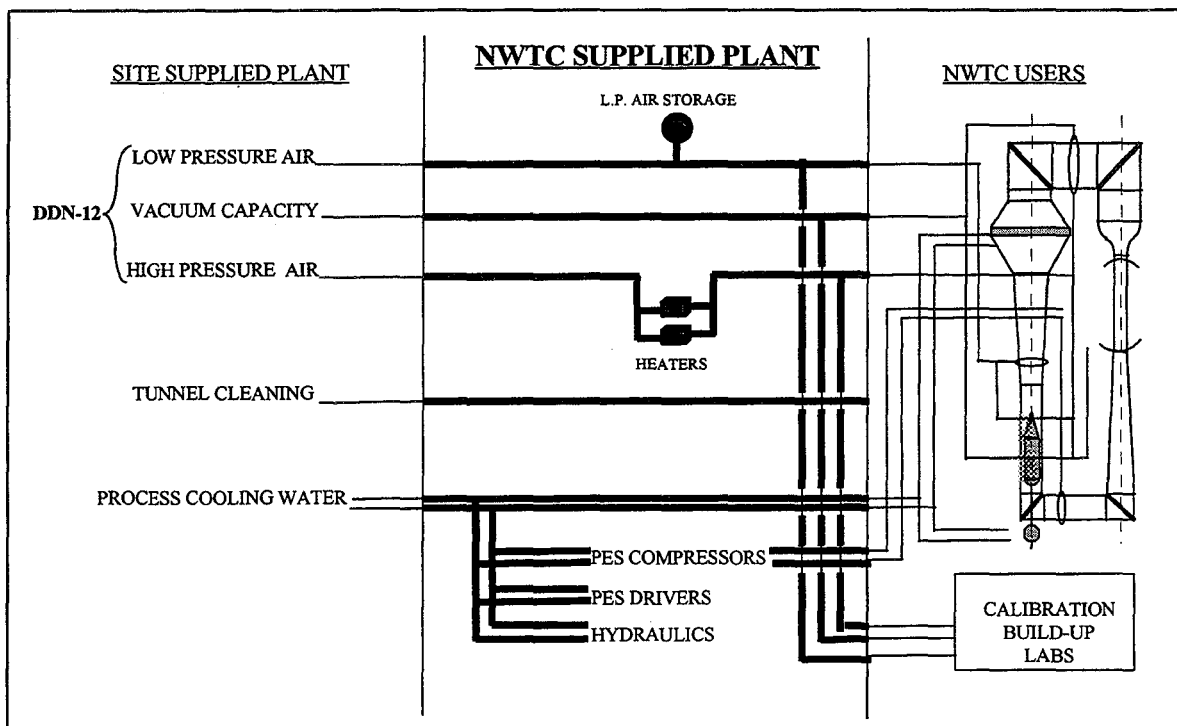 SITE SUPPLIED PLANT
NWTC SUPPLIED PLANT
NWTC USERS
L.P. AIR STORAGE
LOW PRESSURE AIR
DDN-12
VACUUM CAPACITY
HIGH PRESSURE AIR
HEATERS
TUNNEL CLEANING
PROCESS COOLING WATER
PES COMPRESSORS
PES DRIVERS
HYDRAULICS
CALIBRATION
BUILD-UP
LABS